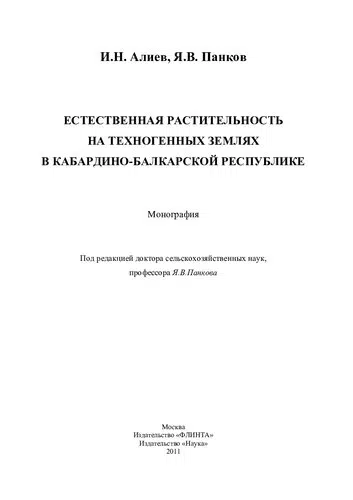 И.Н. Алиев, Я.В. Панков
ЕСТЕСТВЕННАЯ РАСТИТЕЛЬНОСТЬ
НА ТЕХНОГЕННЫХ ЗЕМЛЯХ
В КАБАРДИНО-БАЛКАРСКОЙ РЕСПУБЛИКЕ
Монография
Под редакцией доктора сельскохозяйственных наук,
профессора Я.В.Панкова
Москва
Издательство «ФЛИНТА»
Издательство «Наука»
2011